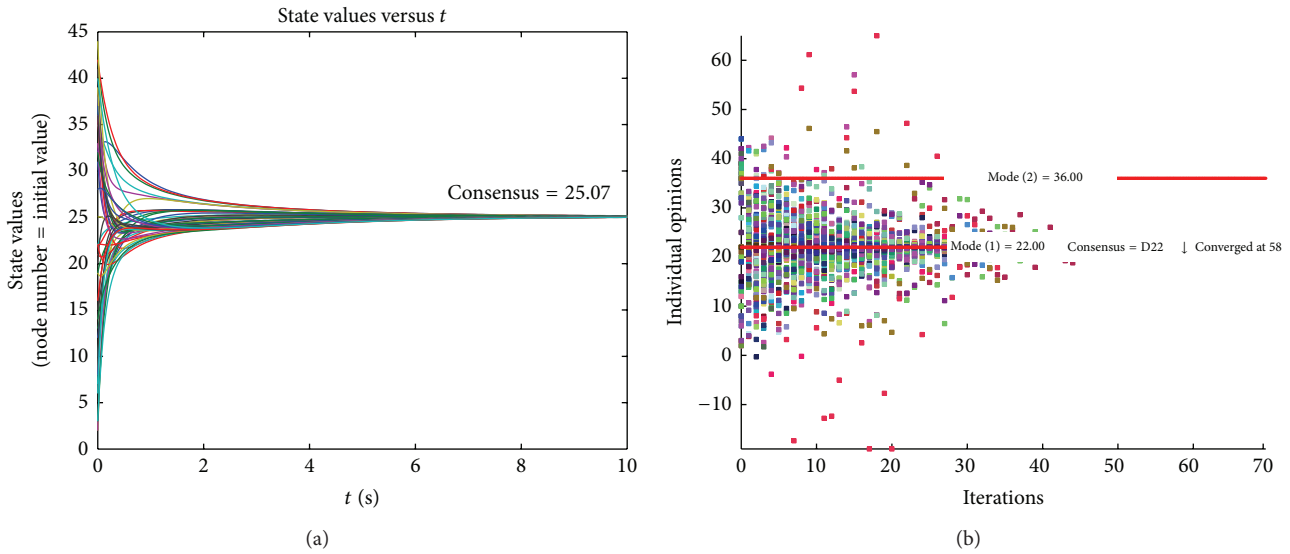 State values versus t
State values
(node number = initial value)
45
40
35
30
25
20
15
10
5
0
Consensus = 25.07
0 2 4 6 8 10
t (s)
(a)
Individual opinions
60
50
40
30
20
10
0
−10
Mode (2) = 36.00
Mode (1) = 22.00 Consensus = D22 ↓ Converged at 58
0 10 20 30 40 50 60 70
Iterations
(b)